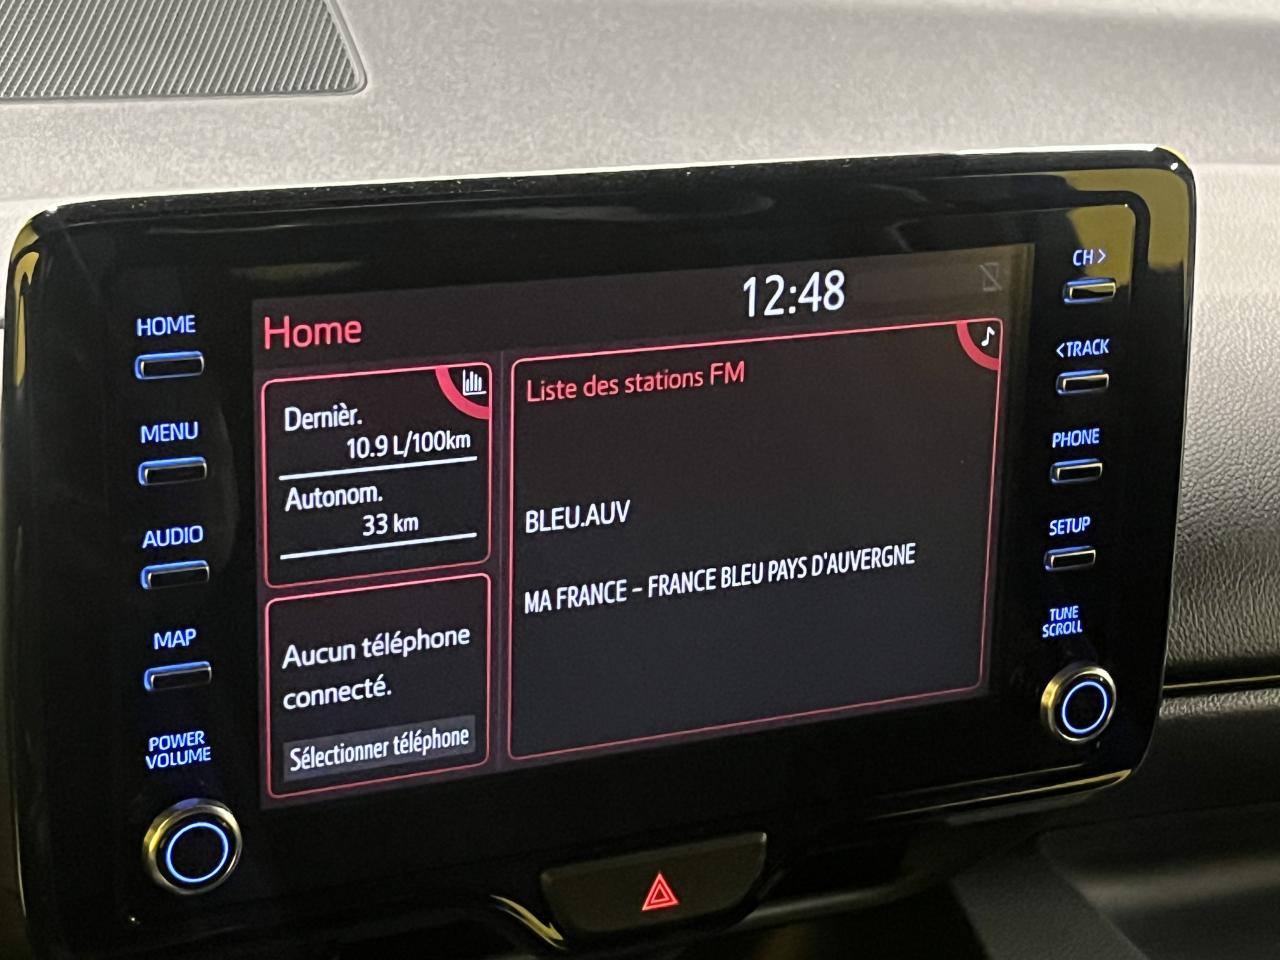 HOME
MENU
AUDIO
MAP
POWER
VOLUME
Home
12:48
Dernièr.
10.9 L/100km
Autonom.
33 km
Aucun téléphone
connecté.
Sélectionner téléphone
Liste des stations FM
BLEU.AUV
MA FRANCE - FRANCE BLEU PAYS D'AUVERGNE
CH >
<TRACK
PHONE
SETUP
TUNE
SCROLL